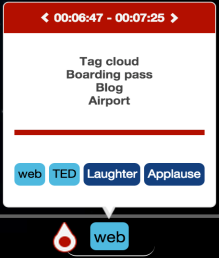 < 00:06:47 - 00:07:25 >
Tag cloud
Boarding pass
Blog
Airport
web TED Laughter Applause
web